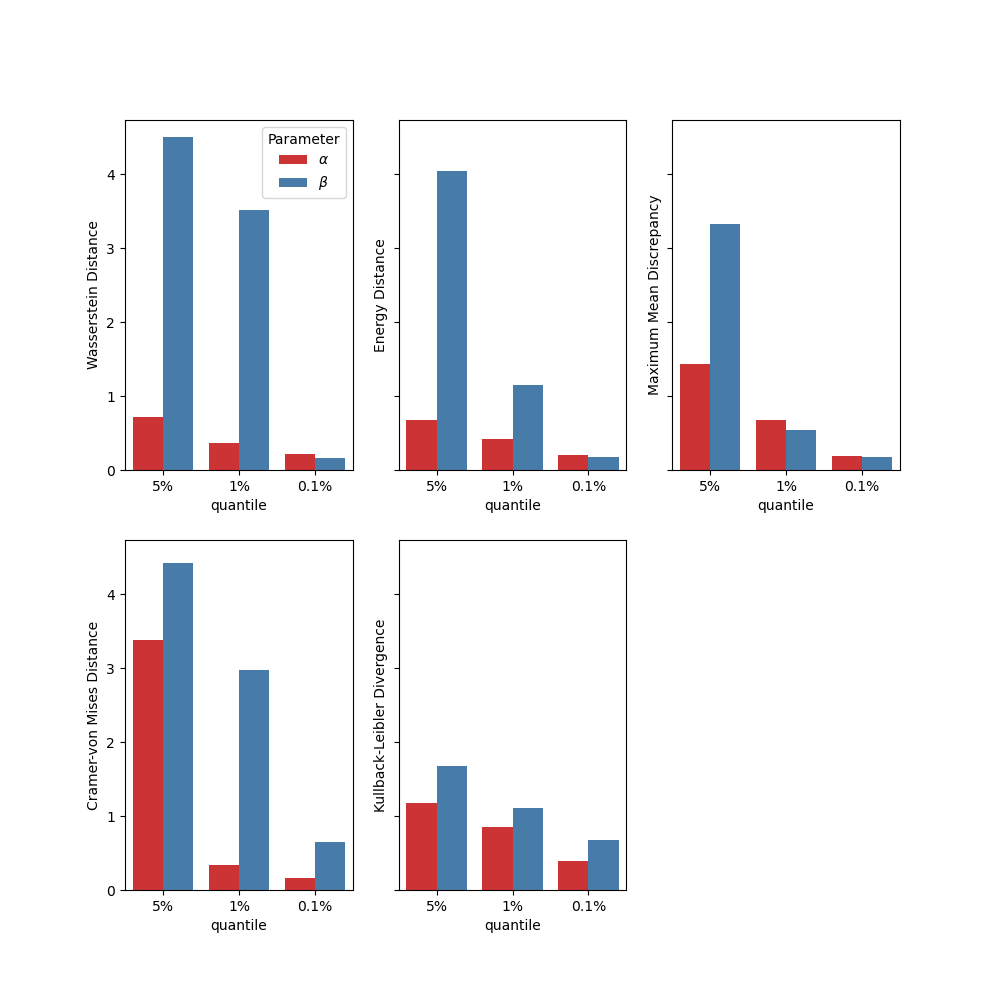 Wasserstein Distance
4
3
2
1
0
Parameter
α
β
5% 1% 0.1%
quantile
Energy Distance
5% 1% 0.1%
quantile
Maximum Mean Discrepancy
5% 1% 0.1%
quantile
Cramer-von Mises Distance
4
3
2
1
0
5% 1% 0.1%
quantile
Kullback-Leibler Divergence
5% 1% 0.1%
quantile